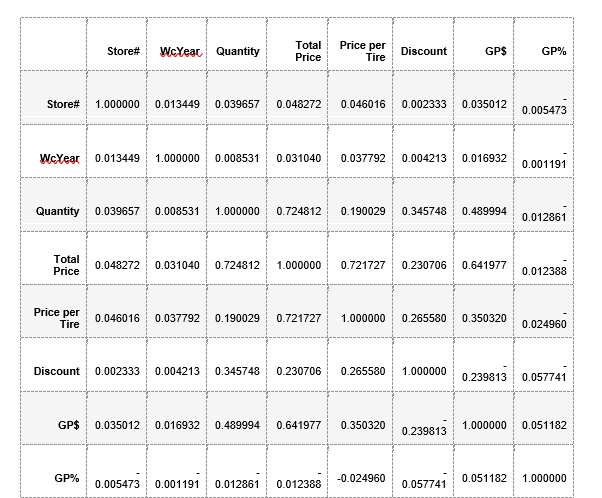 Store# WcYear Quantity Total Price Price per Tire Discount GP$ GP%
Store# 1.000000 0.013449 0.039657 0.048272 0.046016 0.002333 0.035012 -0.005473
WcYear 0.013449 1.000000 0.008531 0.031040 0.037792 0.004213 0.016932 -0.001191
Quantity 0.039657 0.008531 1.000000 0.724812 0.190029 0.345748 0.489994 -0.012861
Total Price 0.048272 0.031040 0.724812 1.000000 0.721727 0.230706 0.641977 -0.012388
Price per Tire 0.046016 0.037792 0.190029 0.721727 1.000000 0.265580 0.350320 -0.024960
Discount 0.002333 0.004213 0.345748 0.230706 0.265580 1.000000 -0.239813 -0.057741
GP$ 0.035012 0.016932 0.489994 0.641977 0.350320 -0.239813 1.000000 0.051182
GP% -0.005473 -0.001191 -0.012861 -0.012388 -0.024960 -0.057741 0.051182 1.000000